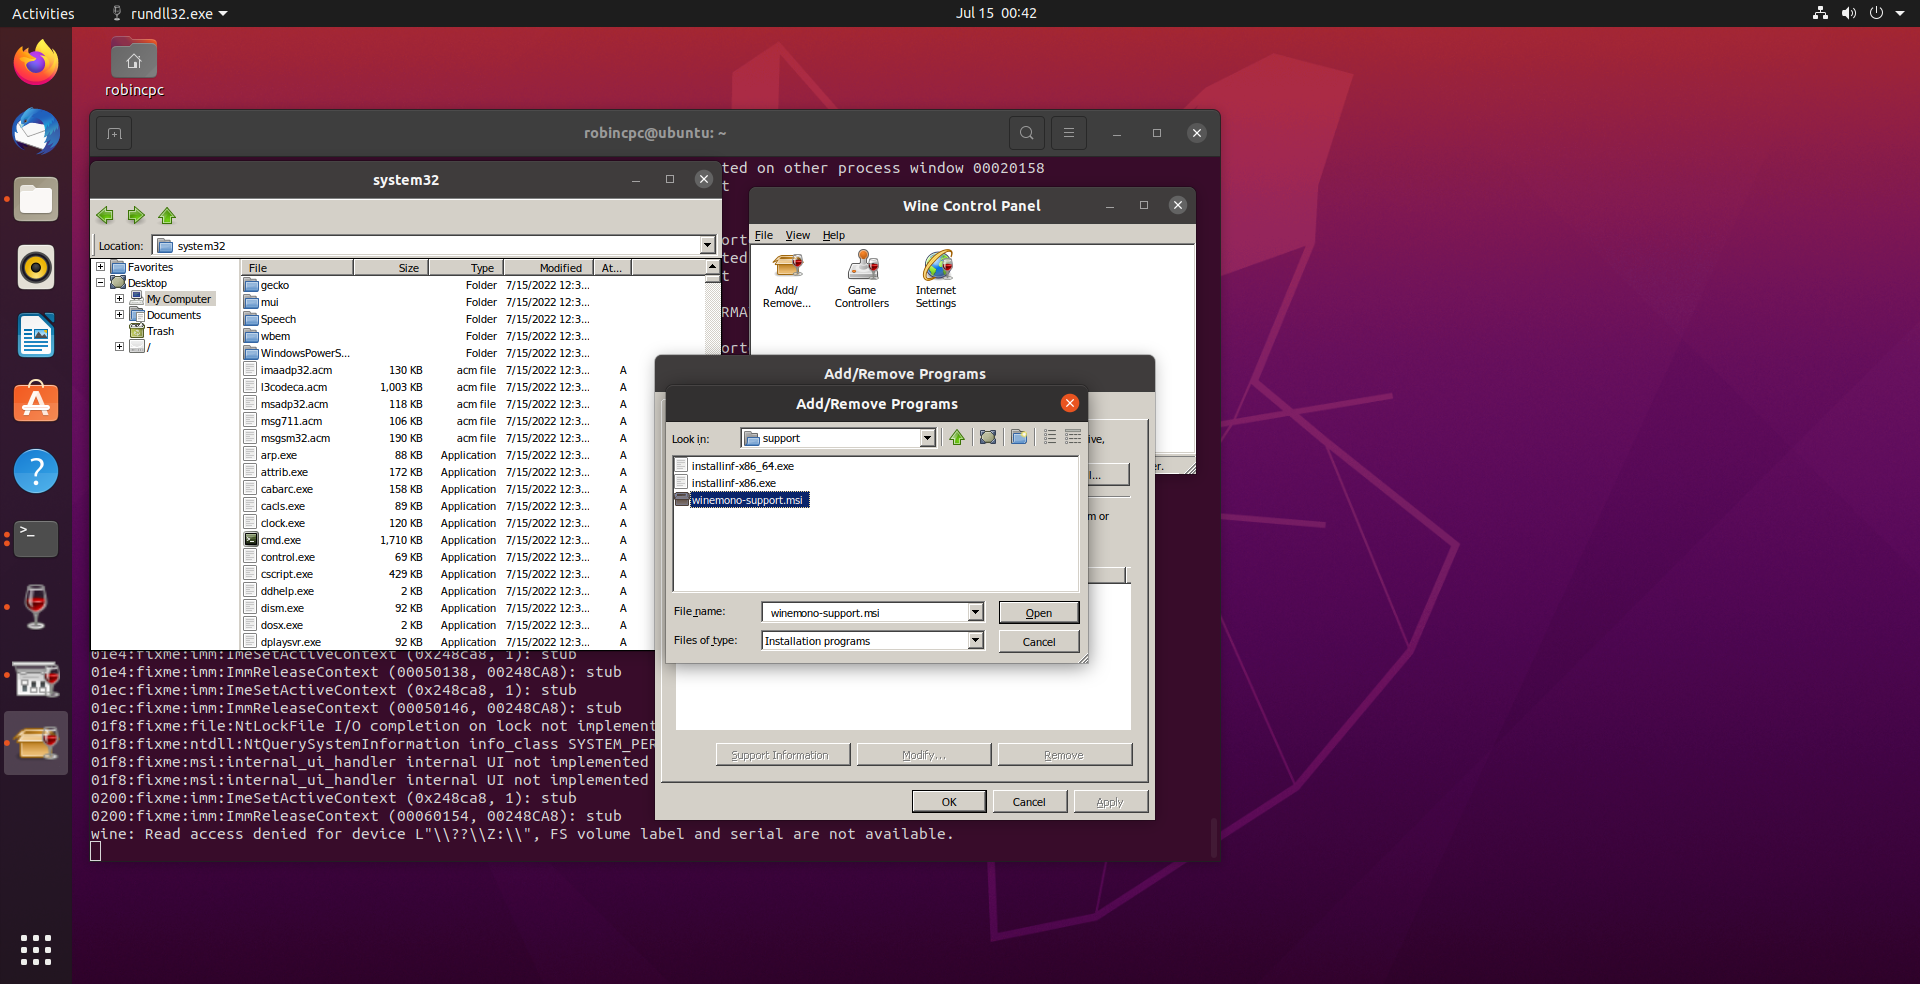 Activities
rundll32.exe
Jul 15 00:42
robincpc
robincpc@ubuntu: ~
ted on other process window 00020158
t
system32
Location:
system32
Favorites
Desktop
My Computer
Documents
Trash
/
File Size Type Modified At...
gecko Folder 7/15/2022 12:3...
mui Folder 7/15/2022 12:3...
Speech Folder 7/15/2022 12:3...
wbem Folder 7/15/2022 12:3...
WindowsPowerS... Folder 7/15/2022 12:3...
imaadp32.acm 130 KB acm file 7/15/2022 12:3... A
l3codeca.acm 1,003 KB acm file 7/15/2022 12:3... A
msadp32.acm 118 KB acm file 7/15/2022 12:3... A
msg711.acm 106 KB acm file 7/15/2022 12:3... A
msgsm32.acm 190 KB acm file 7/15/2022 12:3... A
arp.exe 88 KB Application 7/15/2022 12:3... A
attrib.exe 172 KB Application 7/15/2022 12:3... A
cabarc.exe 158 KB Application 7/15/2022 12:3... A
cacls.exe 89 KB Application 7/15/2022 12:3... A
clock.exe 120 KB Application 7/15/2022 12:3... A
cmd.exe 1,710 KB Application 7/15/2022 12:3... A
control.exe 69 KB Application 7/15/2022 12:3... A
cscript.exe 429 KB Application 7/15/2022 12:3... A
ddhelp.exe 2 KB Application 7/15/2022 12:3... A
dism.exe 92 KB Application 7/15/2022 12:3... A
dosx.exe 2 KB Application 7/15/2022 12:3... A
dplaysvr.exe 92 KB Application 7/15/2022 12:3... A
ort
ted
t
RMA
ort
Wine Control Panel
File View Help
Add/
Remove...
Game
Controllers
Internet
Settings
er.
Add/Remove Programs
ive,
l...
m or
Add/Remove Programs
Look in:
support
installinf-x86_64.exe
installinf-x86.exe
winemono-support.msi
File name:
winemono-support.msi
Open
Files of type:
Installation programs
Cancel
Support Information
Modify...
Remove
OK
Cancel
Apply
01e4:fixme:imm:ImeSetActiveContext (0x248ca8, 1): stub
01e4:fixme:imm:ImmReleaseContext (00050138, 00248CA8): stub
01ec:fixme:imm:ImeSetActiveContext (0x248ca8, 1): stub
01ec:fixme:imm:ImmReleaseContext (00050146, 00248CA8): stub
01f8:fixme:file:NtLockFile I/O completion on lock not implement
01f8:fixme:ntdll:NtQuerySystemInformation info_class SYSTEM_PER
01f8:fixme:msi:internal_ui_handler internal UI not implemented
01f8:fixme:msi:internal_ui_handler internal UI not implemented
0200:fixme:imm:ImeSetActiveContext (0x248ca8, 1): stub
0200:fixme:imm:ImmReleaseContext (00060154, 00248CA8): stub
wine: Read access denied for device L"\\??\\Z:\\", FS volume label and serial are not available.